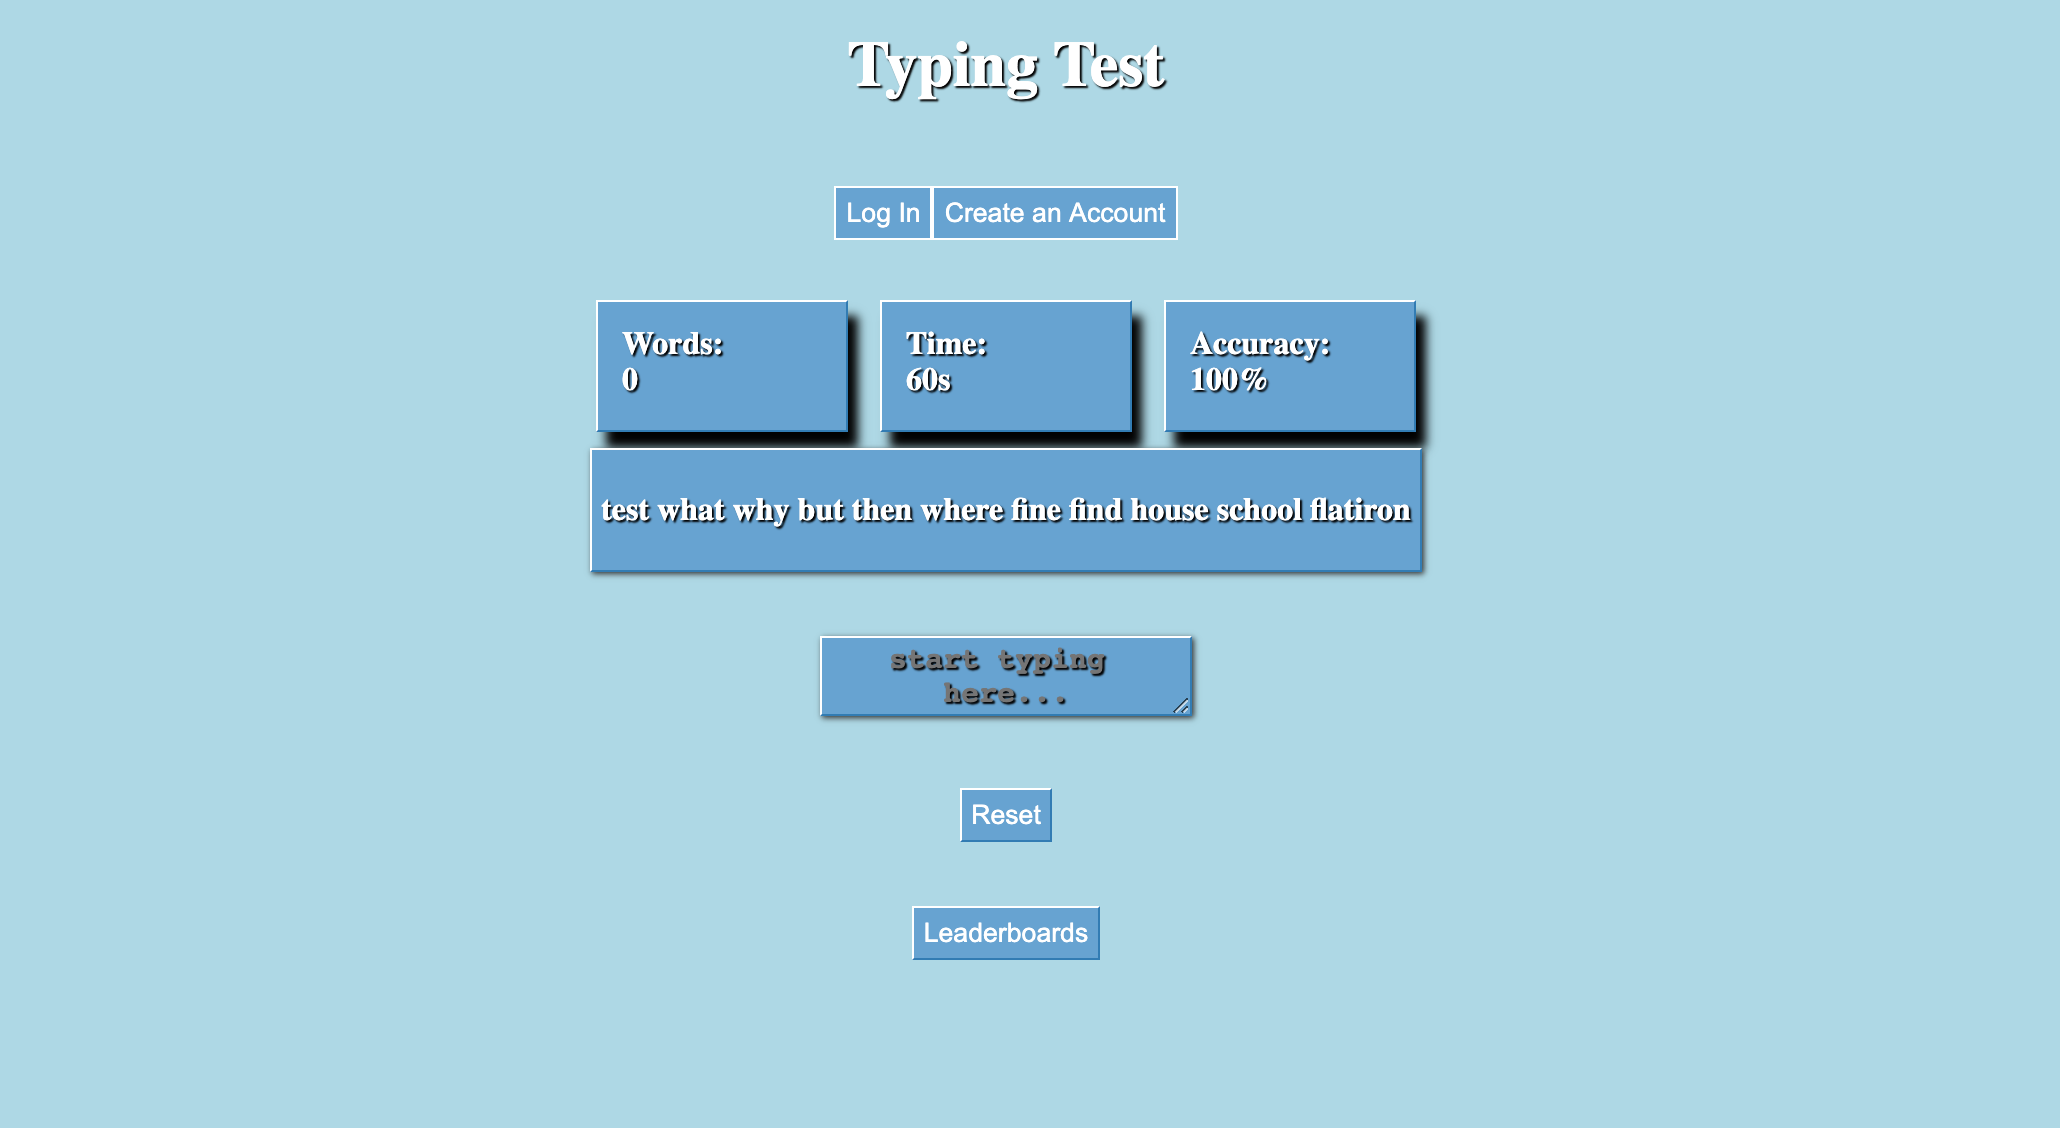 Typing Test
Log In
Create an Account
Words:
0
Time:
60s
Accuracy:
100%
test what why but then where fine find house school flatiron
start typing
here...
Reset
Leaderboards